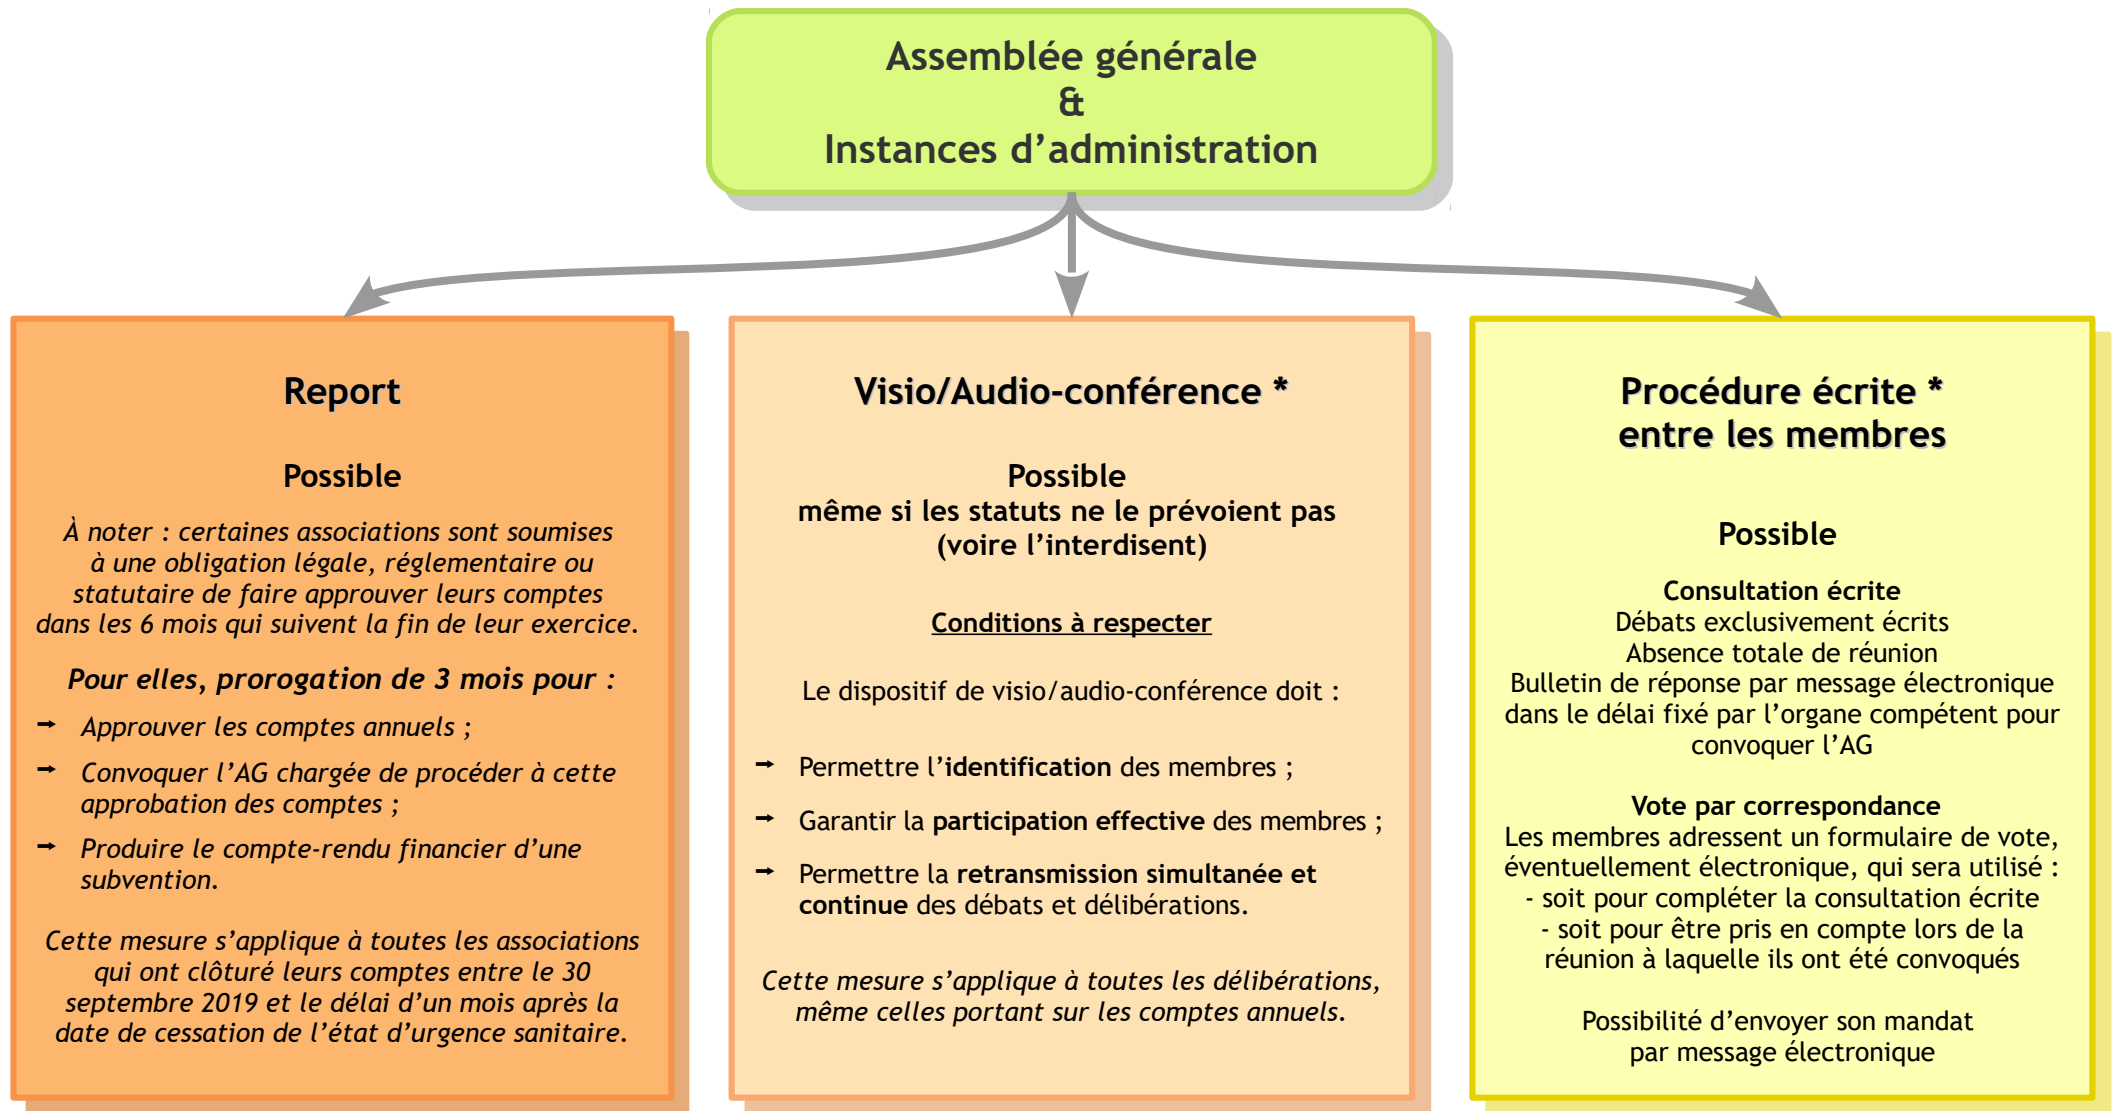 Assemblée générale
&
Instances d’administration
Report
Possible
À noter : certaines associations sont soumises
à une obligation légale, réglementaire ou
statutaire de faire approuver leurs comptes
dans les 6 mois qui suivent la fin de leur exercice.
Pour elles, prorogation de 3 mois pour :
→ Approuver les comptes annuels ;
→ Convoquer l’AG chargée de procéder à cette
approbation des comptes ;
→ Produire le compte-rendu financier d’une
subvention.
Cette mesure s’applique à toutes les associations
qui ont clôturé leurs comptes entre le 30
septembre 2019 et le délai d’un mois après la
date de cessation de l’état d’urgence sanitaire.
Visio/Audio-conférence *
Possible
même si les statuts ne le prévoient pas
(voire l’interdisent)
Conditions à respecter
Le dispositif de visio/audio-conférence doit :
→ Permettre l’identification des membres ;
→ Garantir la participation effective des membres ;
→ Permettre la retransmission simultanée et
continue des débats et délibérations.
Cette mesure s’applique à toutes les délibérations,
même celles portant sur les comptes annuels.
Procédure écrite *
entre les membres
Possible
Consultation écrite
Débats exclusivement écrits
Absence totale de réunion
Bulletin de réponse par message électronique
dans le délai fixé par l’organe compétent pour
convoquer l’AG
Vote par correspondance
Les membres adressent un formulaire de vote,
éventuellement électronique, qui sera utilisé :
- soit pour compléter la consultation écrite
- soit pour être pris en compte lors de la
réunion à laquelle ils ont été convoqués
Possibilité d’envoyer son mandat
par message électronique